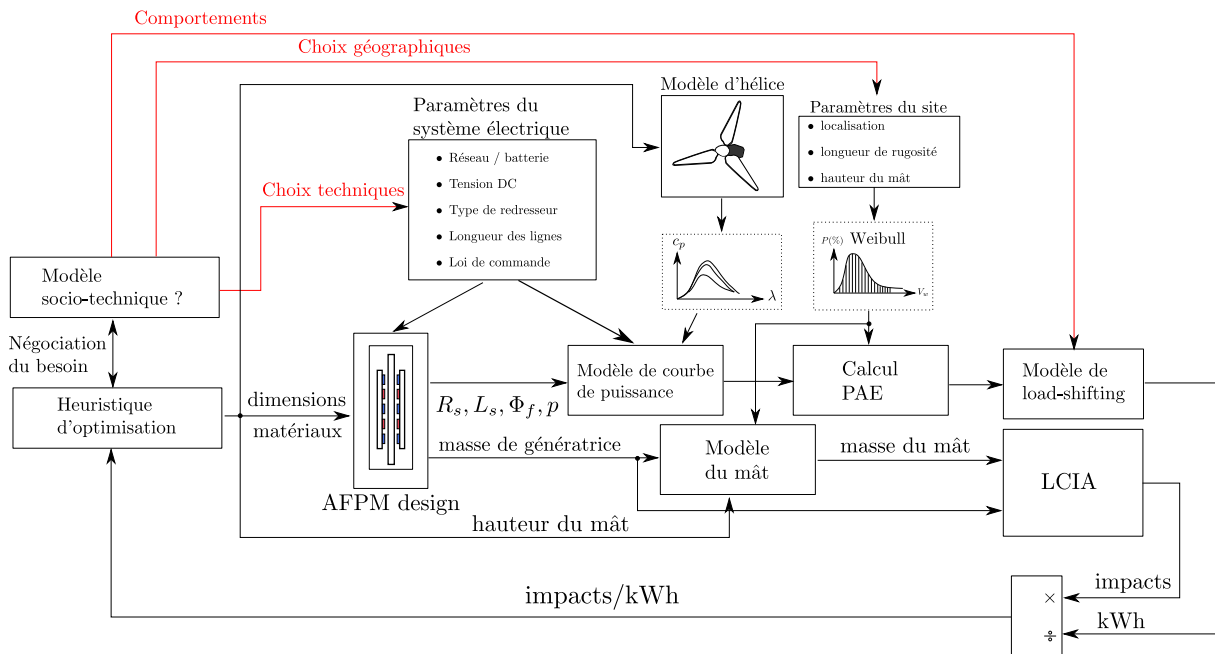 Comportements
Choix géographiques
Modèle d'hélice
Paramètres du
système électrique
• Réseau / batterie
• Tension DC
• Type de redresseur
• Longueur des lignes
• Loi de commande
Paramètres du site
• localisation
• longueur de rugosité
• hauteur du mât
Choix techniques
c_p
λ
P(%)
Weibull
V_w
Modèle
socio-technique ?
Négociation
du besoin
Heuristique
d'optimisation
dimensions
matériaux
AFPM design
R_s, L_s, Φ_f, p
masse de génératrice
Modèle de courbe
de puissance
Calcul
PAE
Modèle de
load-shifting
Modèle
du mât
masse du mât
LCIA
hauteur du mât
impacts/kWh
impacts
×
kWh
÷